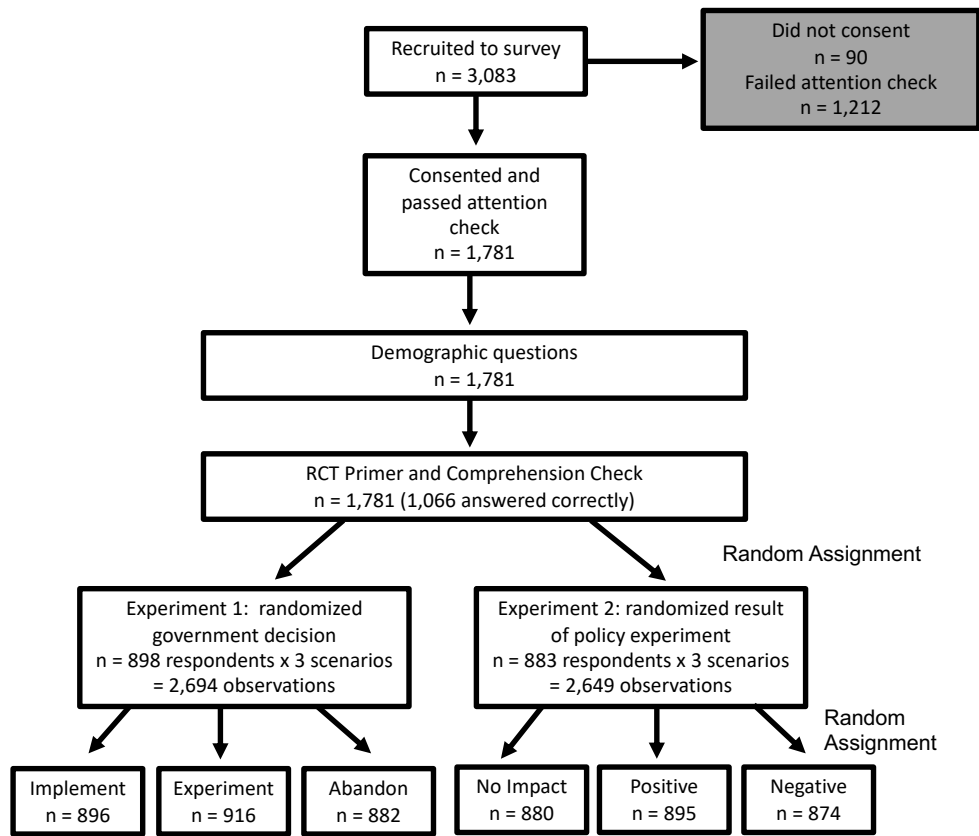 Recruited to survey
n = 3,083
Did not consent
n = 90
Failed attention check
n = 1,212
Consented and
passed attention
check
n = 1,781
Demographic questions
n = 1,781
RCT Primer and Comprehension Check
n = 1,781 (1,066 answered correctly)
Random Assignment
Experiment 1:  randomized
government decision
n = 898 respondents x 3 scenarios
= 2,694 observations
Experiment 2: randomized result
of policy experiment
n = 883 respondents x 3 scenarios
= 2,649 observations
Random
Assignment
Implement
n = 896
Experiment
n = 916
Abandon
n = 882
No Impact
n = 880
Positive
n = 895
Negative
n = 874